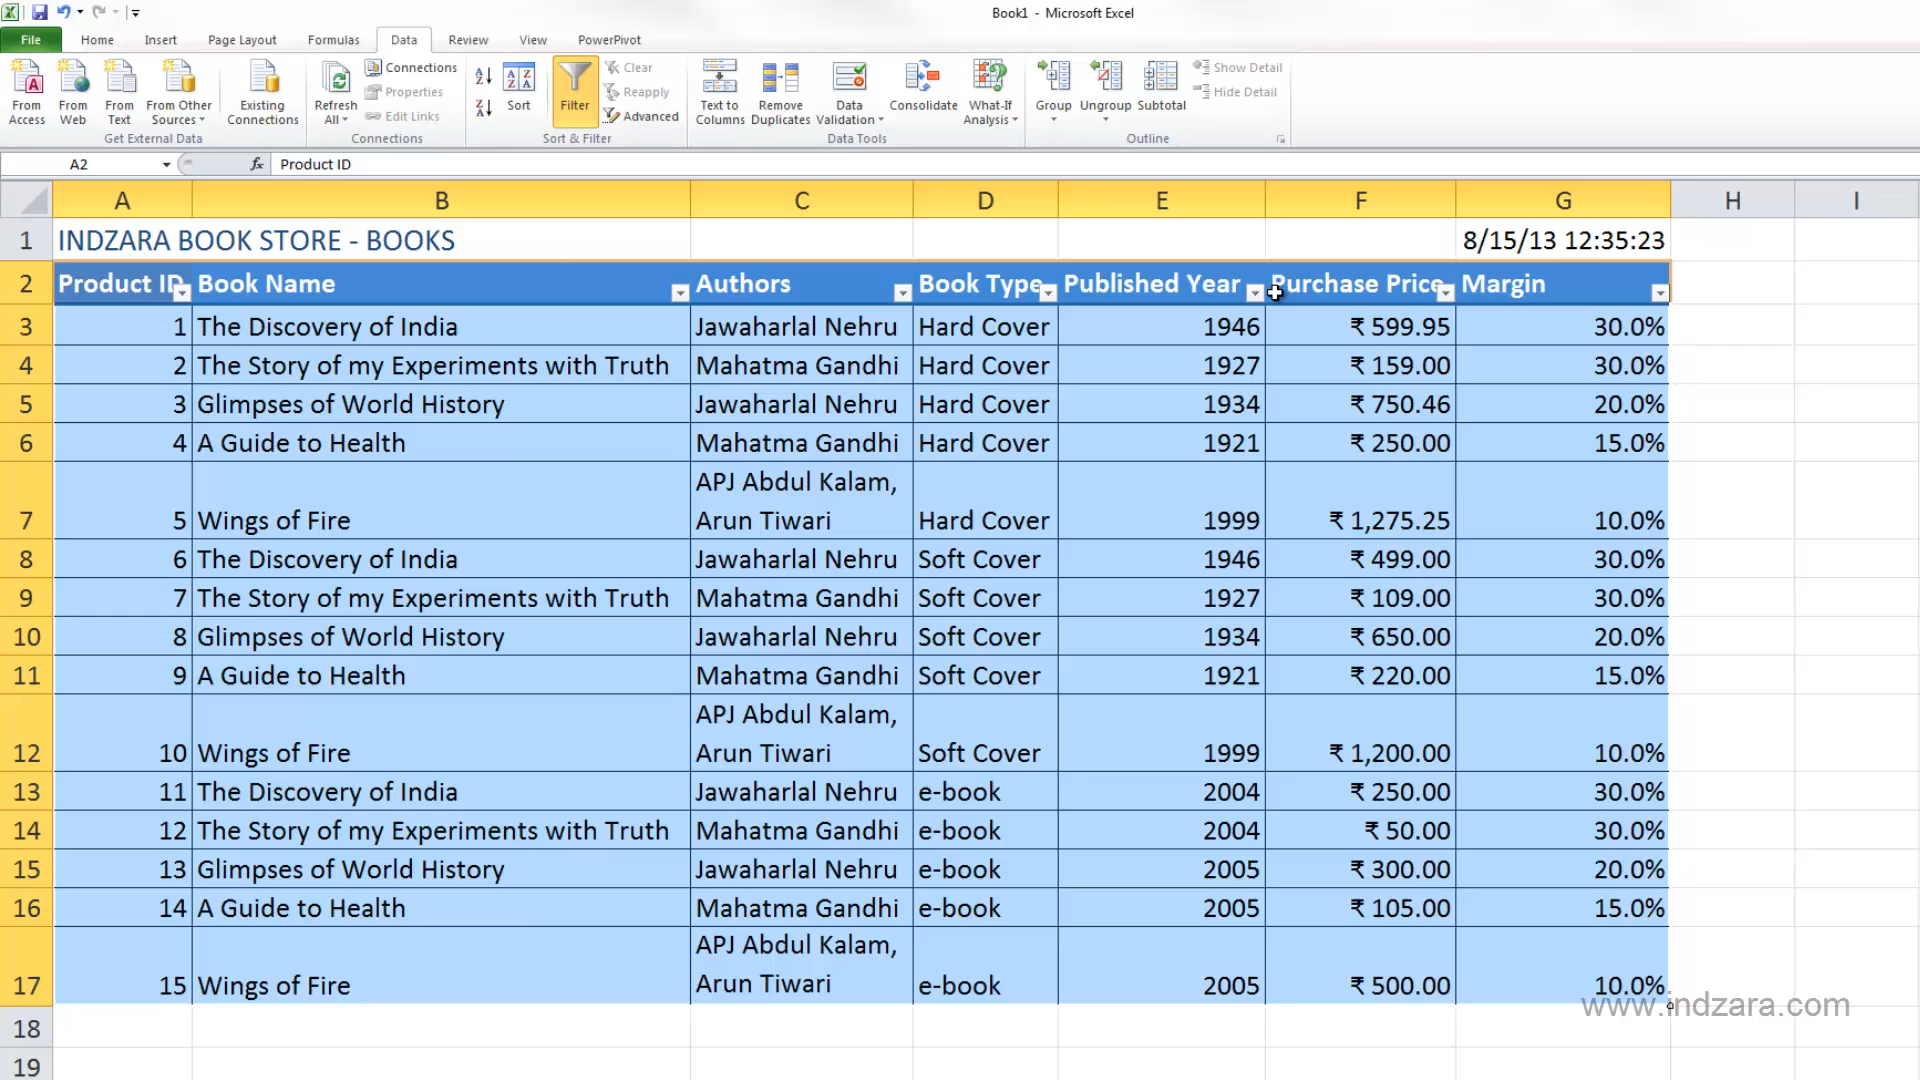 Book1 - Microsoft Excel
File Home Insert Page Layout Formulas Data Review View PowerPivot
From Access
From Web
From Text
From Other Sources
Existing Connections
Get External Data
Refresh All
Connections
Properties
Edit Links
Connections
Sort
Filter
Clear
Reapply
Advanced
Sort & Filter
Text to Columns
Remove Duplicates
Data Validation
Consolidate
What-If Analysis
Data Tools
Group
Ungroup
Subtotal
Show Detail
Hide Detail
Outline
A2 fx Product ID
A B C D E F G H I
1 INDZARA BOOK STORE - BOOKS 8/15/13 12:35:23
2 Product ID Book Name Authors Book Type Published Year Purchase Price Margin
3 1 The Discovery of India Jawaharlal Nehru Hard Cover 1946 ₹ 599.95 30.0%
4 2 The Story of my Experiments with Truth Mahatma Gandhi Hard Cover 1927 ₹ 159.00 30.0%
5 3 Glimpses of World History Jawaharlal Nehru Hard Cover 1934 ₹ 750.46 20.0%
6 4 A Guide to Health Mahatma Gandhi Hard Cover 1921 ₹ 250.00 15.0%
APJ Abdul Kalam,
7 5 Wings of Fire Arun Tiwari Hard Cover 1999 ₹ 1,275.25 10.0%
8 6 The Discovery of India Jawaharlal Nehru Soft Cover 1946 ₹ 499.00 30.0%
9 7 The Story of my Experiments with Truth Mahatma Gandhi Soft Cover 1927 ₹ 109.00 30.0%
10 8 Glimpses of World History Jawaharlal Nehru Soft Cover 1934 ₹ 650.00 20.0%
11 9 A Guide to Health Mahatma Gandhi Soft Cover 1921 ₹ 220.00 15.0%
APJ Abdul Kalam,
12 10 Wings of Fire Arun Tiwari Soft Cover 1999 ₹ 1,200.00 10.0%
13 11 The Discovery of India Jawaharlal Nehru e-book 2004 ₹ 250.00 30.0%
14 12 The Story of my Experiments with Truth Mahatma Gandhi e-book 2004 ₹ 50.00 30.0%
15 13 Glimpses of World History Jawaharlal Nehru e-book 2005 ₹ 300.00 20.0%
16 14 A Guide to Health Mahatma Gandhi e-book 2005 ₹ 105.00 15.0%
APJ Abdul Kalam,
17 15 Wings of Fire Arun Tiwari e-book 2005 ₹ 500.00 10.0%
www.indzara.com
18
19